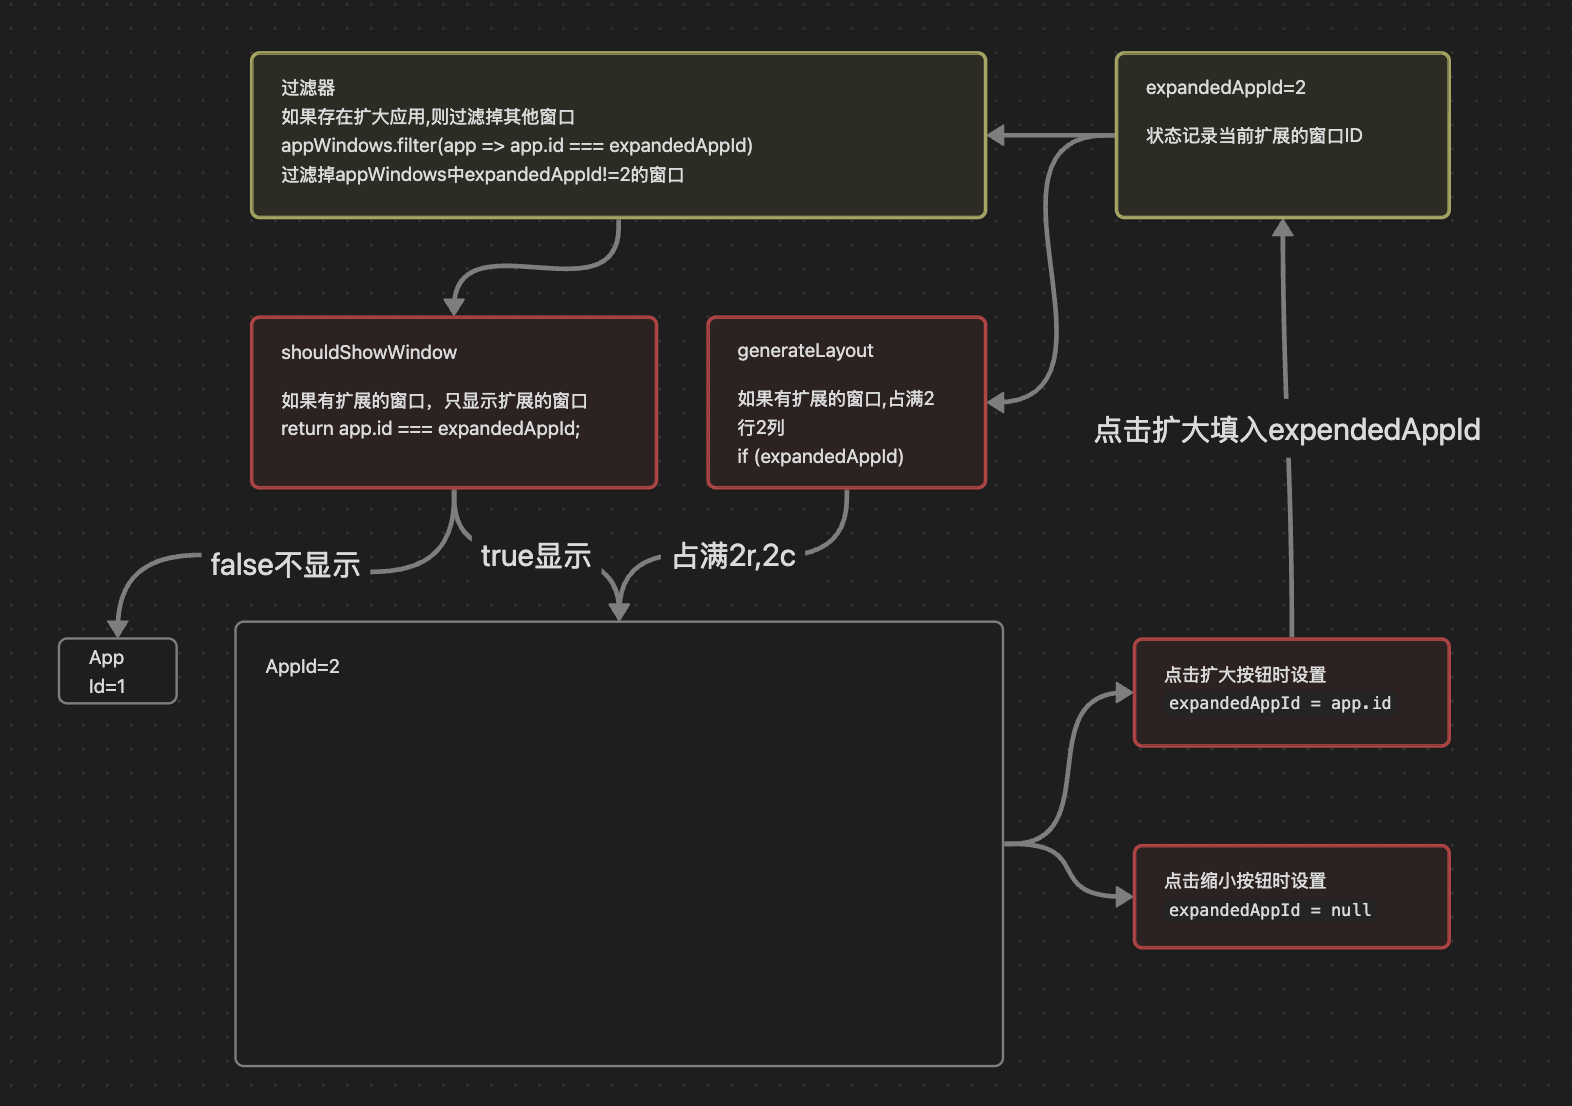 过滤器
如果存在扩大应用,则过滤掉其他窗口
appWindows.filter(app => app.id === expandedAppId)
过滤掉appWindows中expandedAppId!=2的窗口
expandedAppId=2
状态记录当前扩展的窗口ID
shouldShowWindow
如果有扩展的窗口，只显示扩展的窗口
return app.id === expandedAppId;
generateLayout
如果有扩展的窗口,占满2
行2列
if (expandedAppId)
点击扩大填入expendedAppId
false不显示
true显示
占满2r,2c
App
Id=1
AppId=2
点击扩大按钮时设置
expandedAppId = app.id
点击缩小按钮时设置
expandedAppId = null